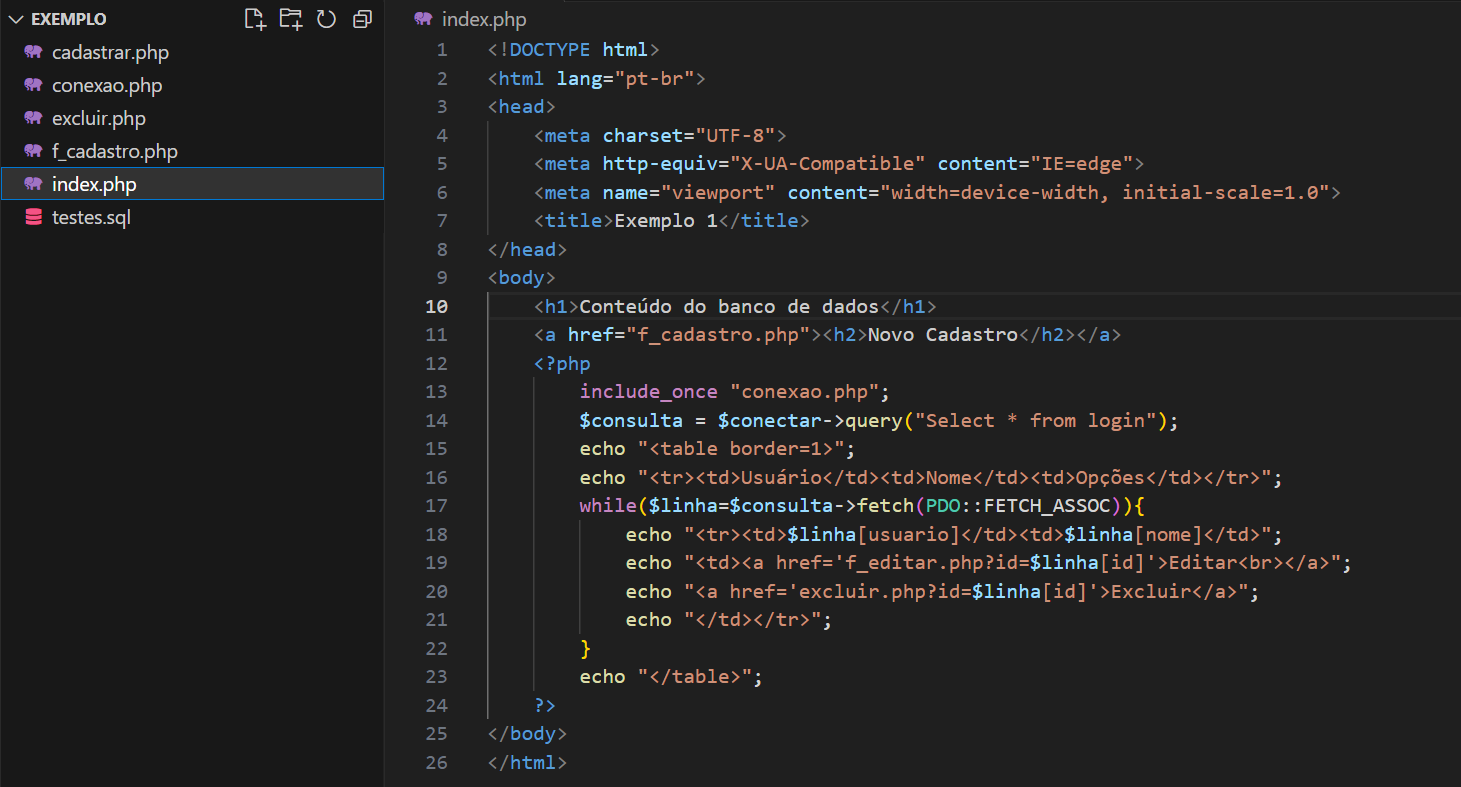 EXEMPLO
cadastrar.php
conexao.php
excluir.php
f_cadastro.php
index.php
testes.sql
index.php
1 <!DOCTYPE html>
2 <html lang="pt-br">
3 <head>
4 <meta charset="UTF-8">
5 <meta http-equiv="X-UA-Compatible" content="IE=edge">
6 <meta name="viewport" content="width=device-width, initial-scale=1.0">
7 <title>Exemplo 1</title>
8 </head>
9 <body>
10 <h1>Conteúdo do banco de dados</h1>
11 <a href="f_cadastro.php"><h2>Novo Cadastro</h2></a>
12 <?php
13 include_once "conexao.php";
14 $consulta = $conectar->query("Select * from login");
15 echo "<table border=1>";
16 echo "<tr><td>Usuário</td><td>Nome</td><td>Opções</td></tr>";
17 while($linha=$consulta->fetch(PDO::FETCH_ASSOC)){
18 echo "<tr><td>$linha[usuario]</td><td>$linha[nome]</td>";
19 echo "<td><a href='f_editar.php?id=$linha[id]'>Editar<br></a>";
20 echo "<a href='excluir.php?id=$linha[id]'>Excluir</a>";
21 echo "</td></tr>";
22 }
23 echo "</table>";
24 ?>
25 </body>
26 </html>